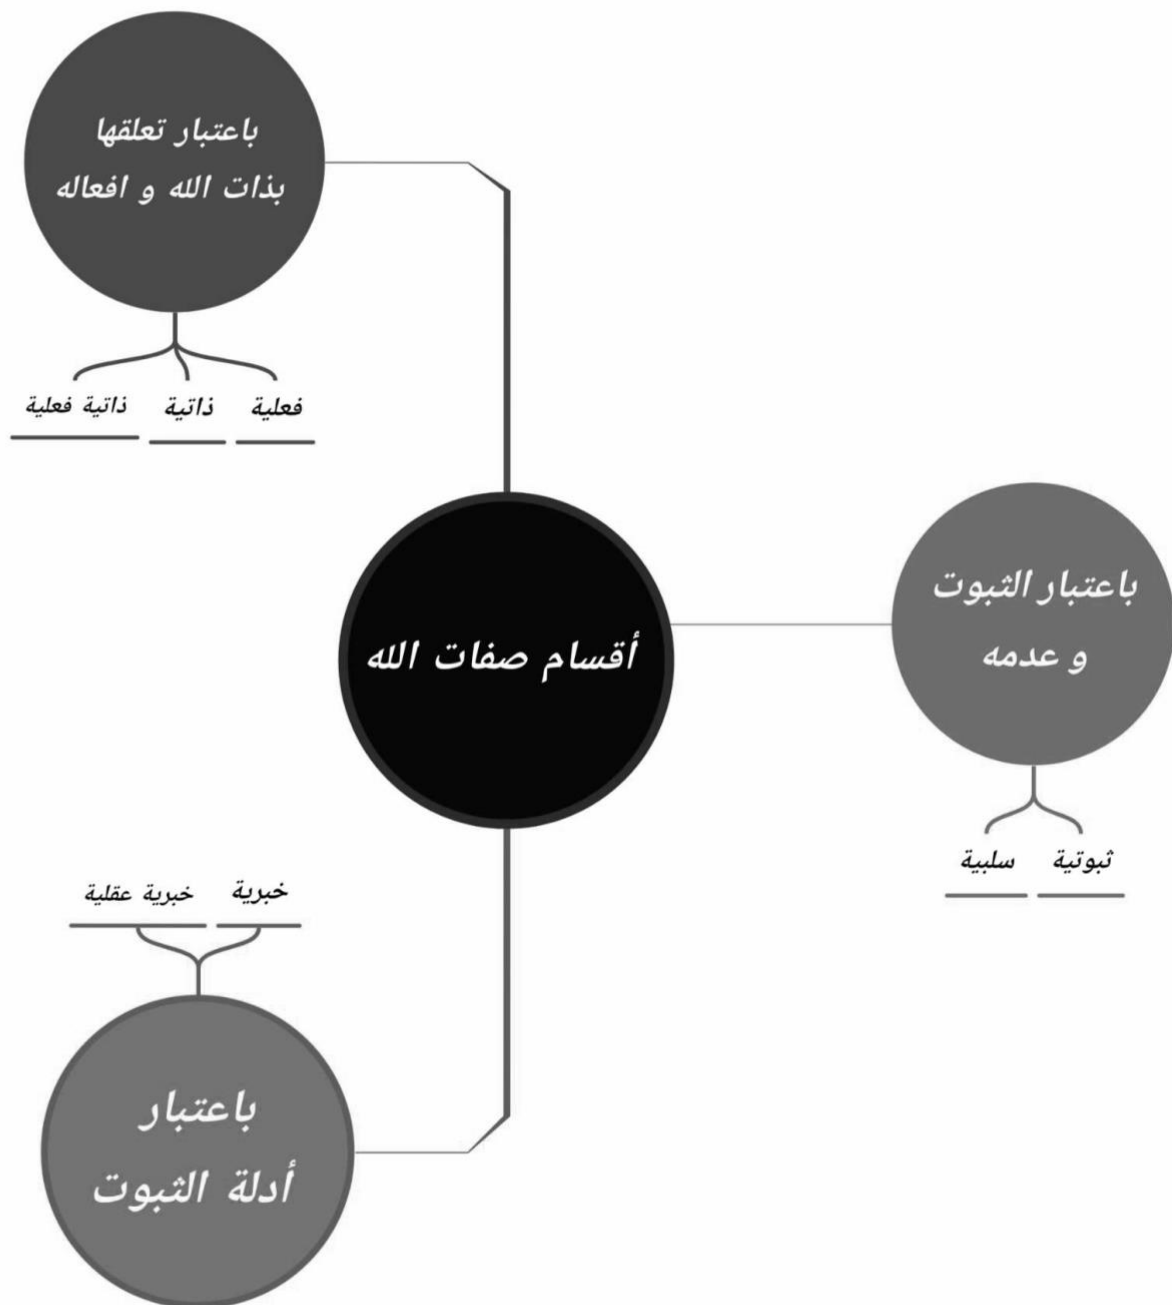 باعتبار تعلقها
بذات الله و افعاله
فعلية
ذاتية
ذاتية فعلية
أقسام صفات الله
باعتبار الثبوت
و عدمه
ثبوتية
سلبية
خبرية
خبرية عقلية
باعتبار
أدلة الثبوت